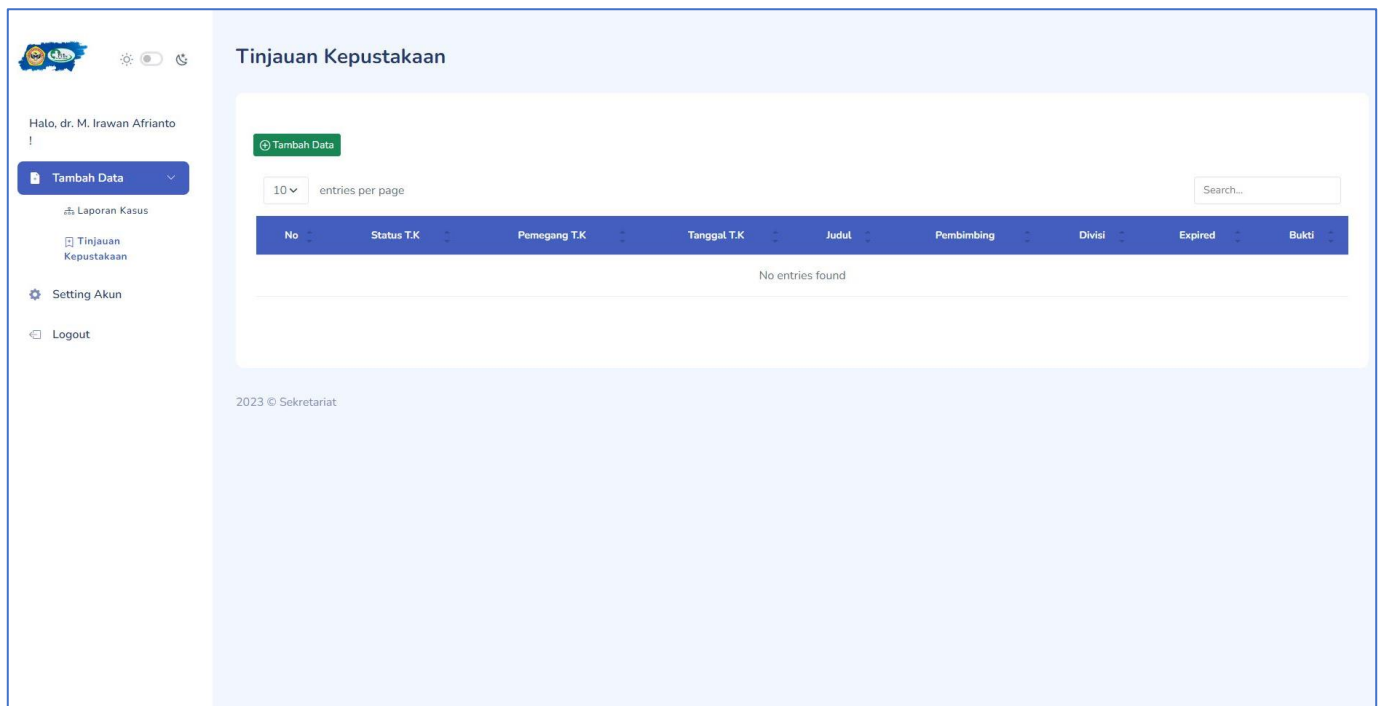 Tinjauan Kepustakaan
Halo, dr. M. Irawan Afrianto
!
Tambah Data
Laporan Kasus
Tinjauan
Kepustakaan
Setting Akun
Logout
Tambah Data
10 entries per page
Search...
No Status T.K Pemegang T.K Tanggal T.K Judul Pembimbing Divisi Expired Bukti
No entries found
2023 © Sekretariat